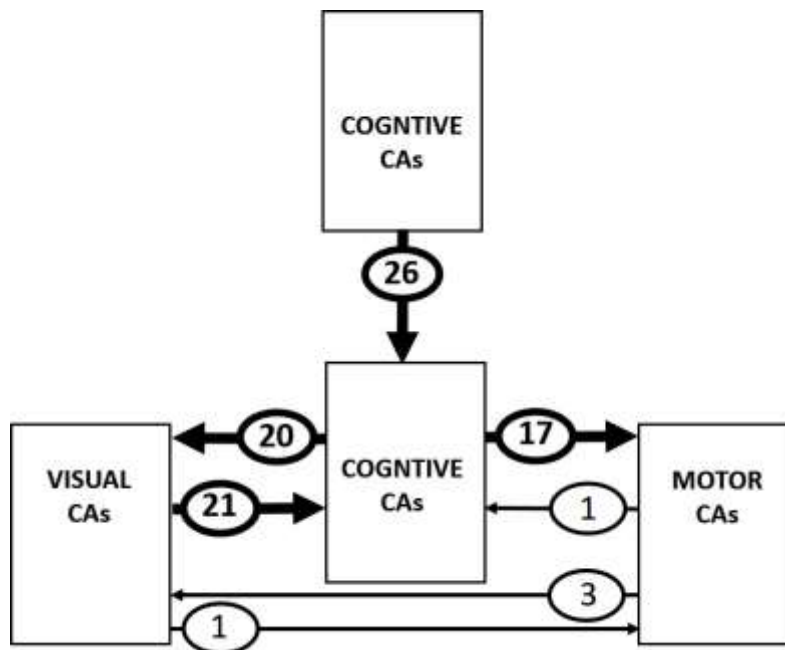 COGNTIVE
CAs
26
20
17
VISUAL
CAs
COGNTIVE
CAs
MOTOR
CAs
21
1
3
1